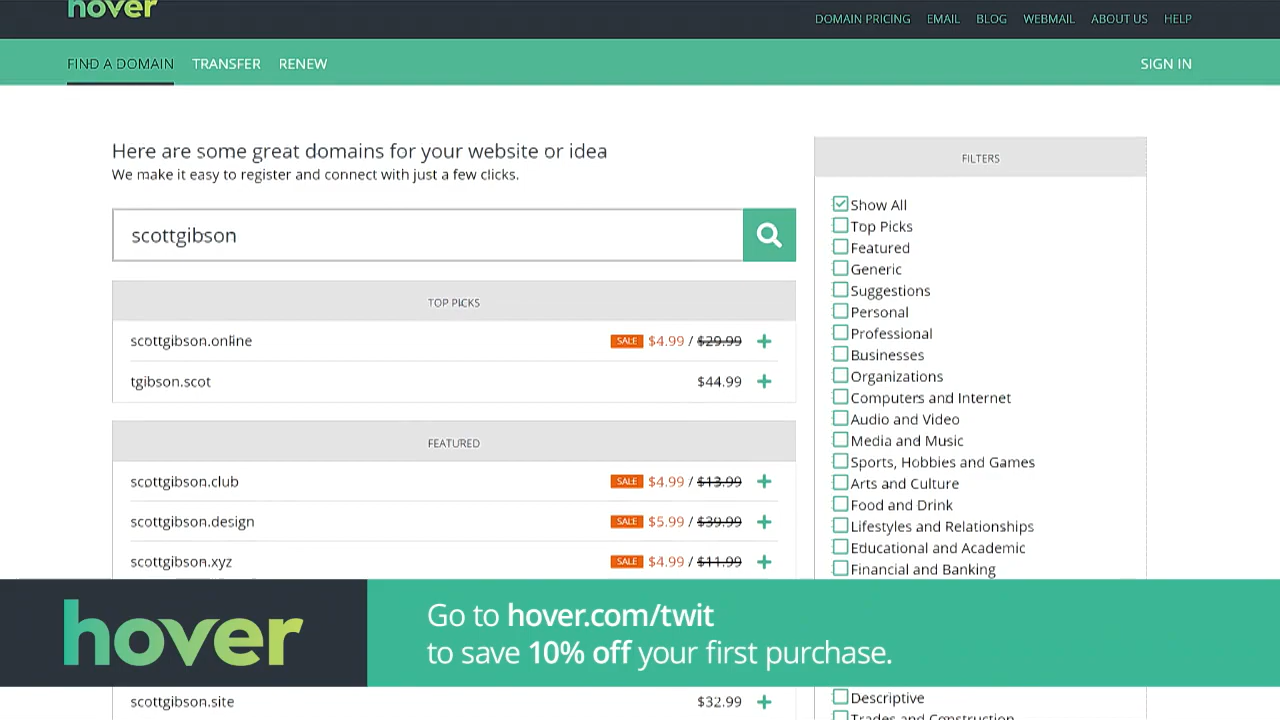 hover
DOMAIN PRICING EMAIL BLOG WEBMAIL ABOUT US HELP
FIND A DOMAIN TRANSFER RENEW SIGN IN
Here are some great domains for your website or idea
We make it easy to register and connect with just a few clicks.
scottgibson
TOP PICKS
scottgibson.online SALE $4.99 / $29.99
tgibson.scot $44.99
FEATURED
scottgibson.club SALE $4.99 / $13.99
scottgibson.design SALE $5.99 / $39.99
scottgibson.xyz SALE $4.99 / $11.99
scottgibson.site $32.99
FILTERS
Show All
Top Picks
Featured
Generic
Suggestions
Personal
Professional
Businesses
Organizations
Computers and Internet
Audio and Video
Media and Music
Sports, Hobbies and Games
Arts and Culture
Food and Drink
Lifestyles and Relationships
Educational and Academic
Financial and Banking
Descriptive
Trades and Construction
hover
Go to hover.com/twit
to save 10% off your first purchase.